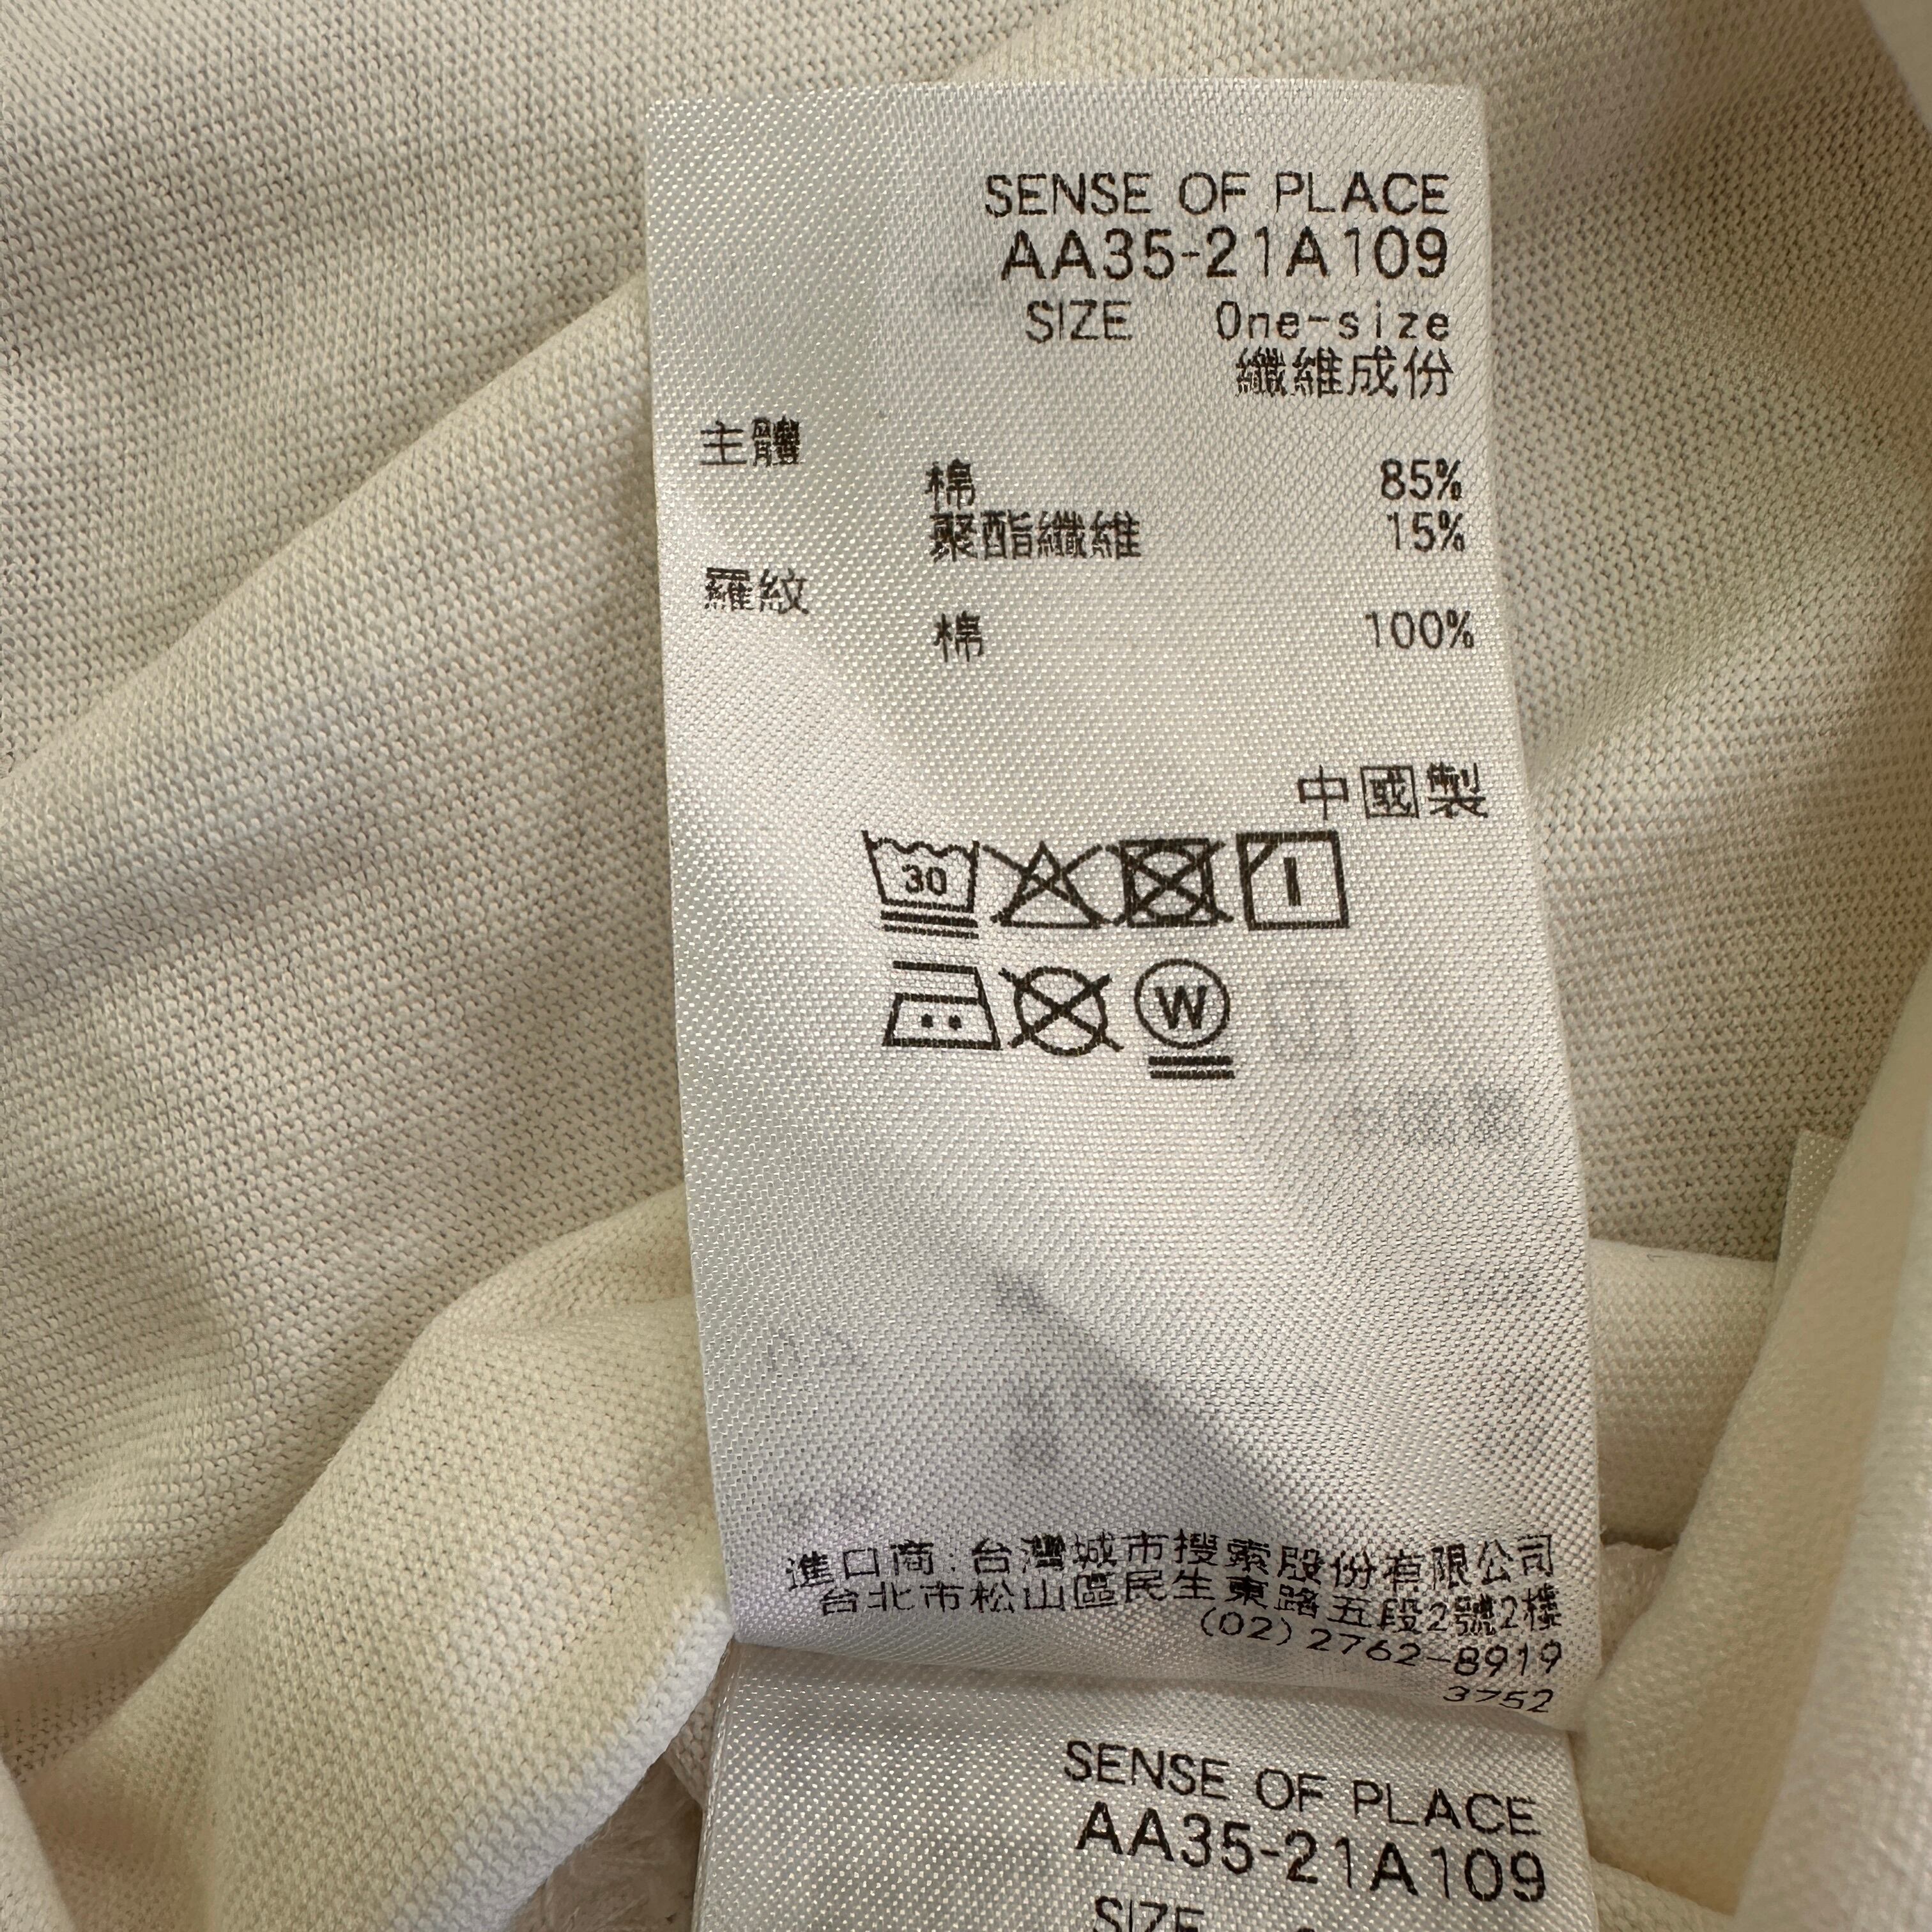 SENSE OF PLACE
AA35-21A109
SIZE One-size
纖維成份
主體
棉 85%
聚酯纖維 15%
羅紋
棉 100%
中國製
30
W
進口商:台灣城市搜索股份有限公司
台北市松山區民生東路五段2號2樓
(02)2762-8919
3752
SENSE OF PLACE
AA35-21A109
SIZE